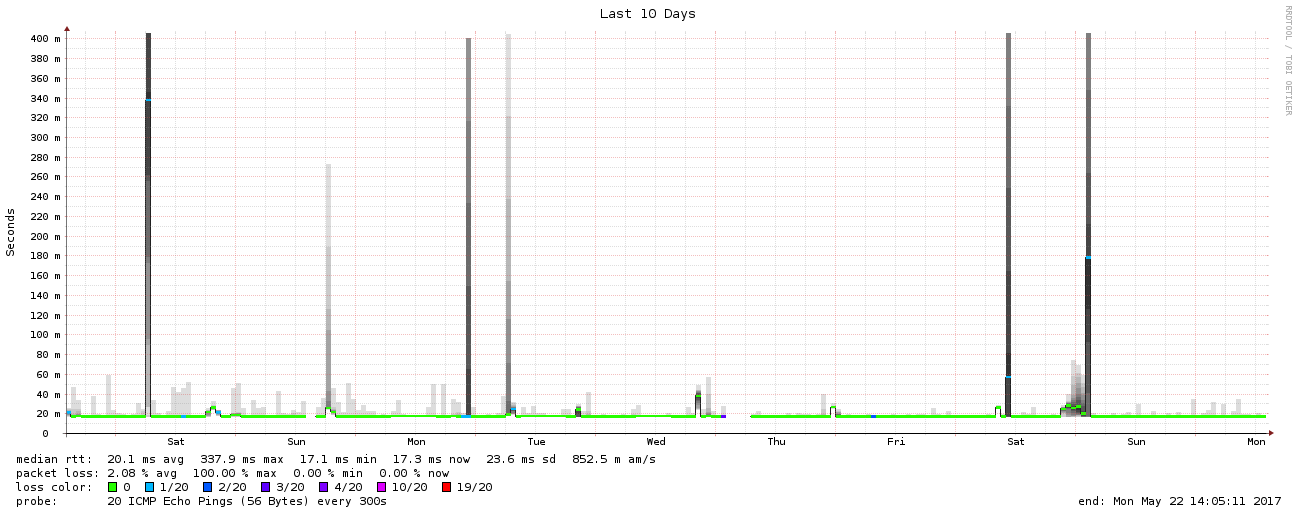 Last 10 Days
RRDTOOL / TOBI OETIKER
Seconds
400 m
380 m
360 m
340 m
320 m
300 m
280 m
260 m
240 m
220 m
200 m
180 m
160 m
140 m
120 m
100 m
80 m
60 m
40 m
20 m
0
Sat Sun Mon Tue Wed Thu Fri Sat Sun Mon
median rtt: 20.1 ms avg 337.9 ms max 17.1 ms min 17.3 ms now 23.6 ms sd 852.5 m am/s
packet loss: 2.08 % avg 100.00 % max 0.00 % min 0.00 % now
loss color: 0 1/20 2/20 3/20 4/20 10/20 19/20
probe: 20 ICMP Echo Pings (56 Bytes) every 300s end: Mon May 22 14:05:11 2017